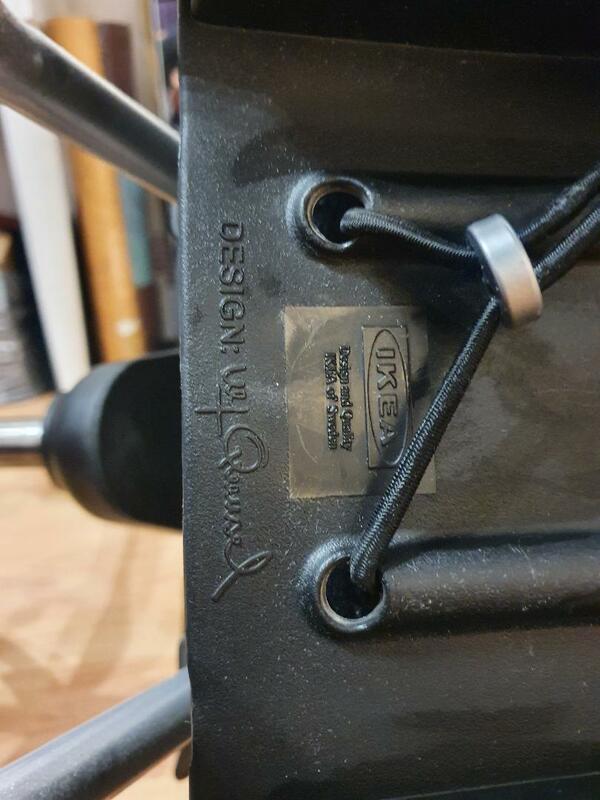 DESIGN:
IKEA
Design and Quality
IKEA of Sweden